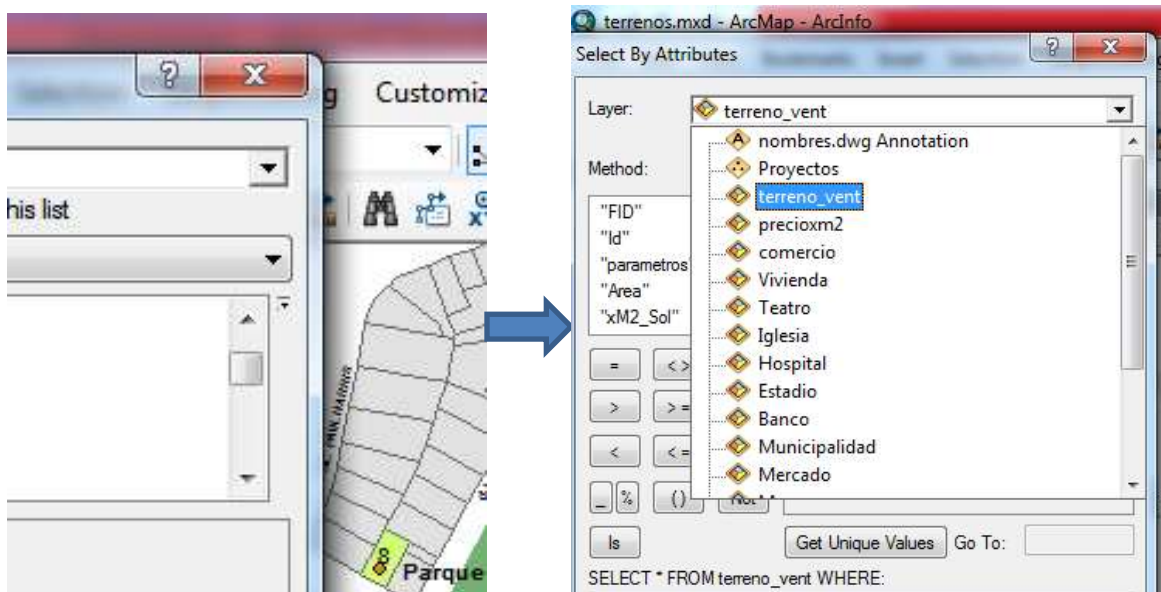 Customiz
his list
8
Parque
terrenos.mxd - ArcMap - ArcInfo
Select By Attributes
Layer: terreno_vent
nombres.dwg Annotation
Method: Proyectos
terreno_vent
"FID" precioxm2
"Id" comercio
"parametros Vivienda
"Area" Teatro
"xM2_Sol" Iglesia
= <> Hospital
Estadio
> >= Banco
< <= Municipalidad
Mercado
_ % ()
Is Get Unique Values Go To:
SELECT * FROM terreno_vent WHERE: